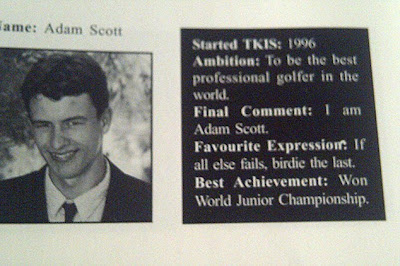 Name: Adam Scott
Started TKIS: 1996
Ambition: To be the best
professional golfer in the
world.
Final Comment: I am
Adam Scott.
Favourite Expression: If
all else fails, birdie the last.
Best Achievement: Won
World Junior Championship.